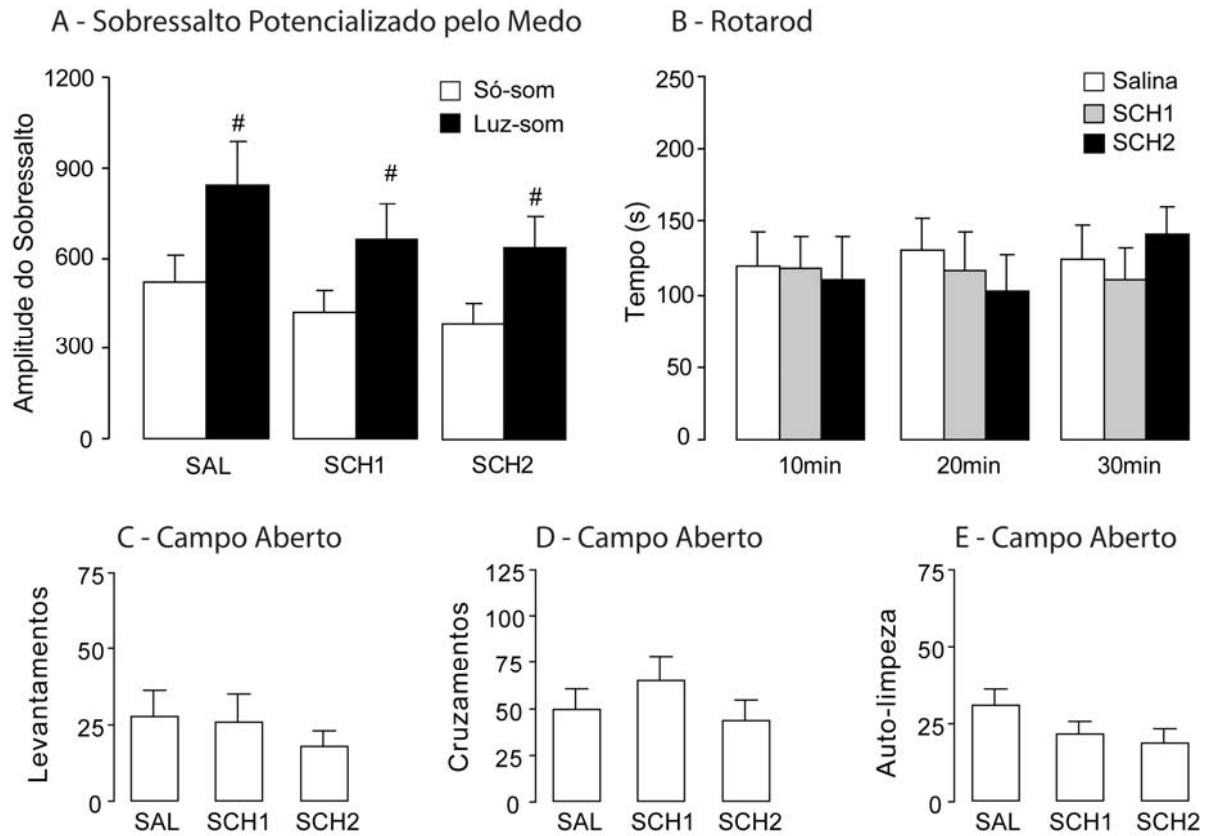 A - Sobressalto Potencializado pelo Medo
Amplitude do Sobressalto
1200
900
600
300
0
Só-som
Luz-som
#
#
#
SAL SCH1 SCH2
B - Rotarod
Tempo (s)
250
200
150
100
50
0
Salina
SCH1
SCH2
10min 20min 30min
C - Campo Aberto
Levantamentos
75
50
25
0
SAL SCH1 SCH2
D - Campo Aberto
Cruzamentos
125
100
75
50
25
0
SAL SCH1 SCH2
E - Campo Aberto
Auto-limpeza
75
50
25
0
SAL SCH1 SCH2